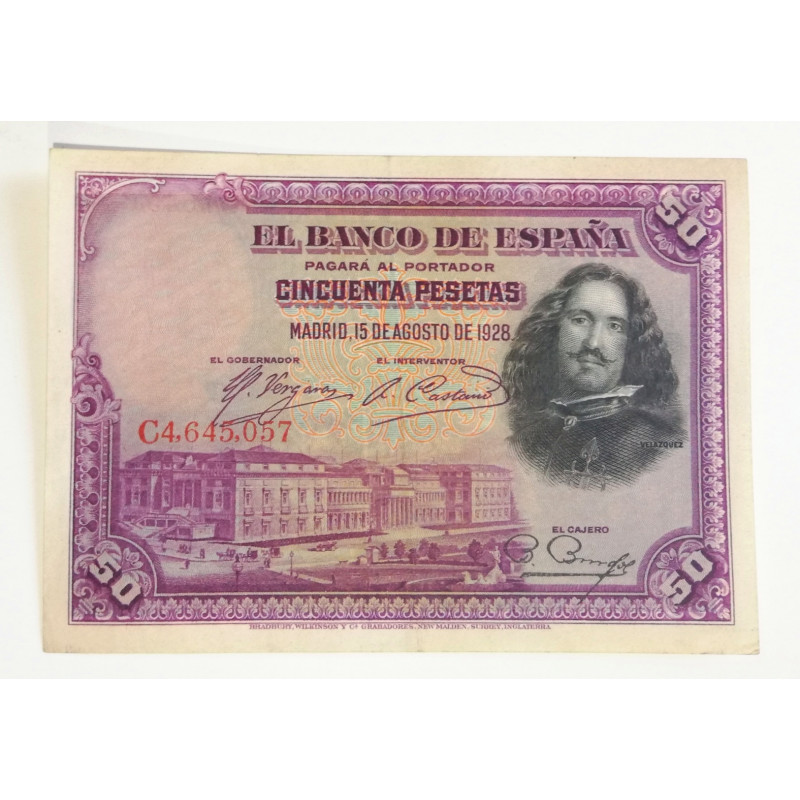 50
EL BANCO DE ESPAÑA
PAGARÁ AL PORTADOR
CINCUENTA PESETAS
MADRID, 15 DE AGOSTO DE 1928.
EL GOBERNADOR EL INTERVENTOR
C4,645,057
VELAZQUEZ
EL CAJERO
50 50
BRADBURY, WILKINSON Y Cª GRABADORES, NEW MALDEN, SURREY, INGLATERRA.